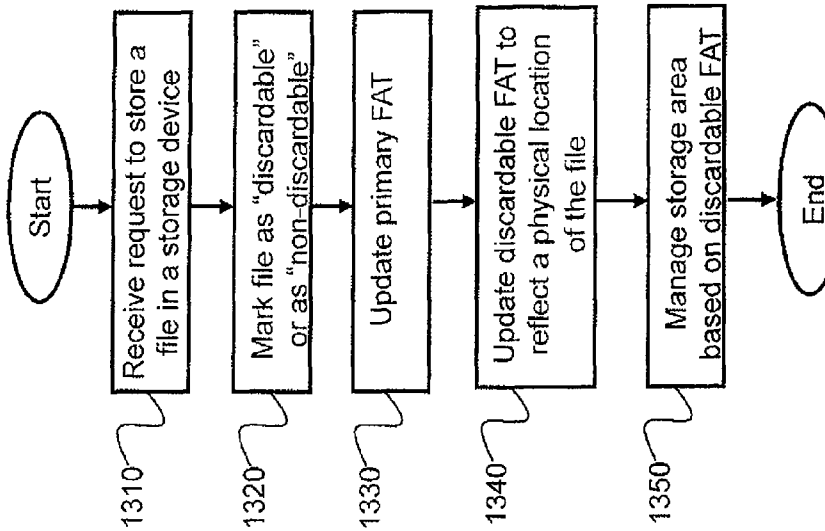 Start
1310
Receive request to store a
file in a storage device
1320
Mark file as “discardable”
or as “non-discardable”
1330
Update primary FAT
1340
Update discardable FAT to
reflect a physical location
of the file
1350
Manage storage area
based on discardable FAT
End